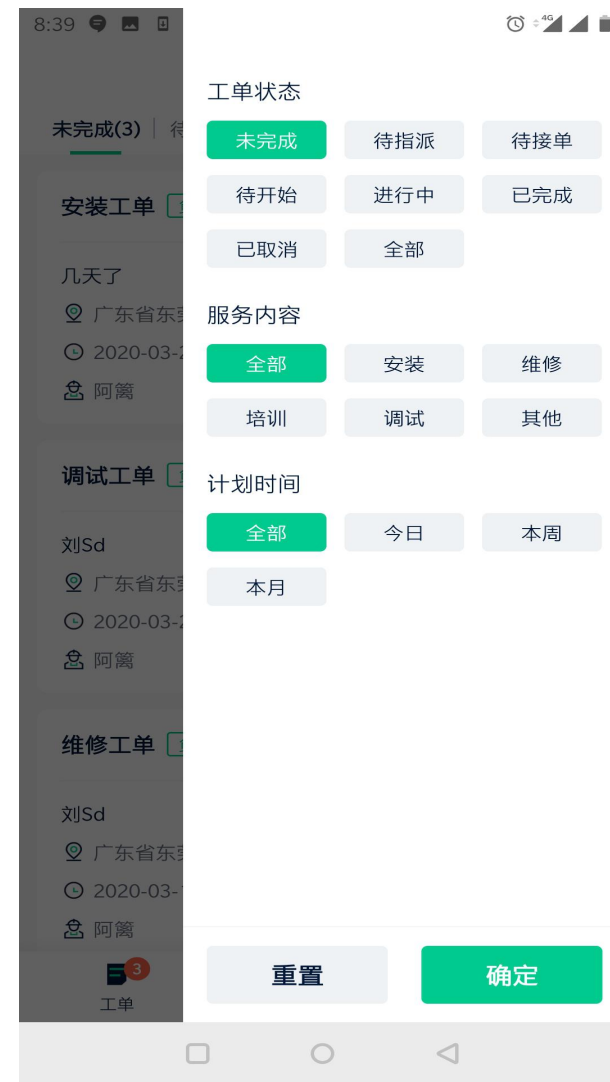 8:39
4G
工单状态
未完成 待指派 待接单
待开始 进行中 已完成
已取消 全部
服务内容
全部 安装 维修
培训 调试 其他
计划时间
全部 今日 本周
本月
重置 确定
未完成(3) 待
安装工单
几天了
广东省东莞
2020-03-2
阿篱
调试工单
刘Sd
广东省东莞
2020-03-2
阿篱
维修工单
刘Sd
广东省东莞
2020-03-1
阿篱
3
工单